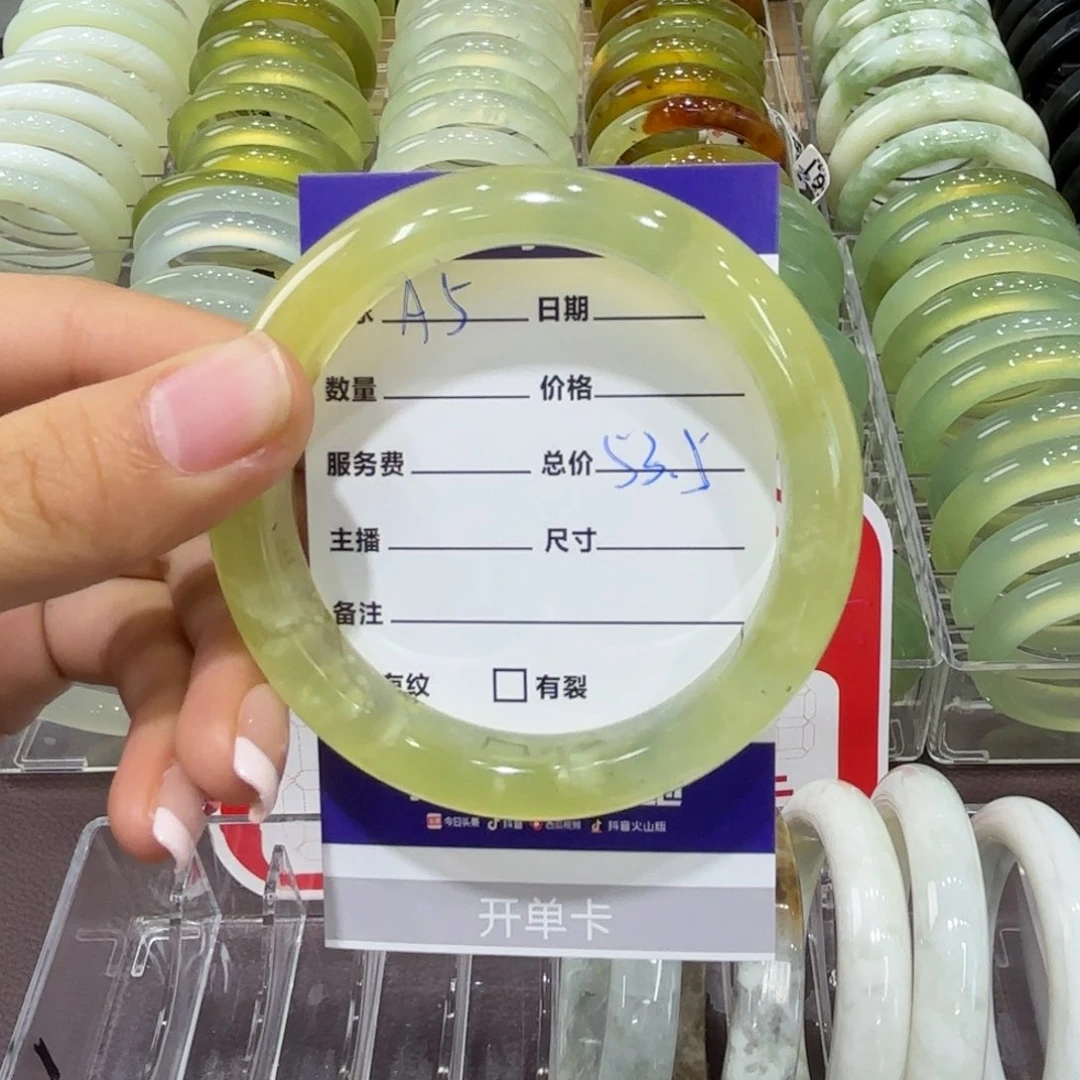 A5 日期
数量 价格
服务费 总价 53.5
主播 尺寸
备注
纹 有裂
今日头条 抖音 西瓜视频 抖音火山版
开单卡